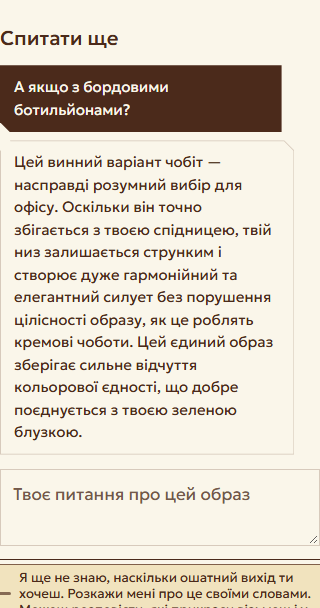 Спитати ще
А якщо з бордовими
ботильйонами?
Цей винний варіант чобіт —
насправді розумний вибір для
офісу. Оскільки він точно
збігається з твоєю спідницею, твій
низ залишається струнким і
створює дуже гармонійний та
елегантний силует без порушення
цілісності образу, як це роблять
кремові чоботи. Цей єдиний образ
зберігає сильне відчуття
кольорової єдності, що добре
поєднується з твоєю зеленою
блузкою.
Твоє питання про цей образ
Я ще не знаю, наскільки ошатний вихід ти
хочеш. Розкажи мені про це своїми словами.